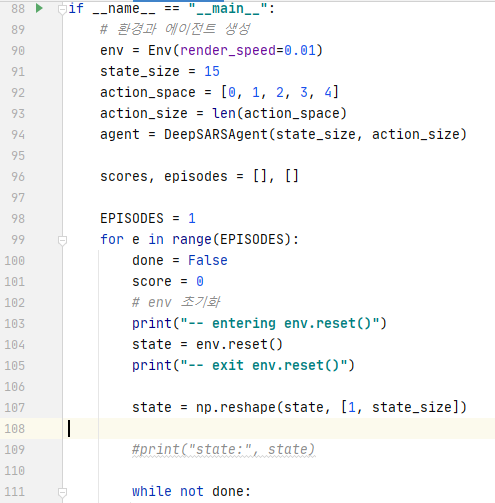 88 if __name__ == "__main__":
89 # 환경과 에이전트 생성
90 env = Env(render_speed=0.01)
91 state_size = 15
92 action_space = [0, 1, 2, 3, 4]
93 action_size = len(action_space)
94 agent = DeepSARSAgent(state_size, action_size)
95
96 scores, episodes = [], []
97
98 EPISODES = 1
99 for e in range(EPISODES):
100 done = False
101 score = 0
102 # env 초기화
103 print("-- entering env.reset()")
104 state = env.reset()
105 print("-- exit env.reset()")
106
107 state = np.reshape(state, [1, state_size])
108
109 #print("state:", state)
110
111 while not done: